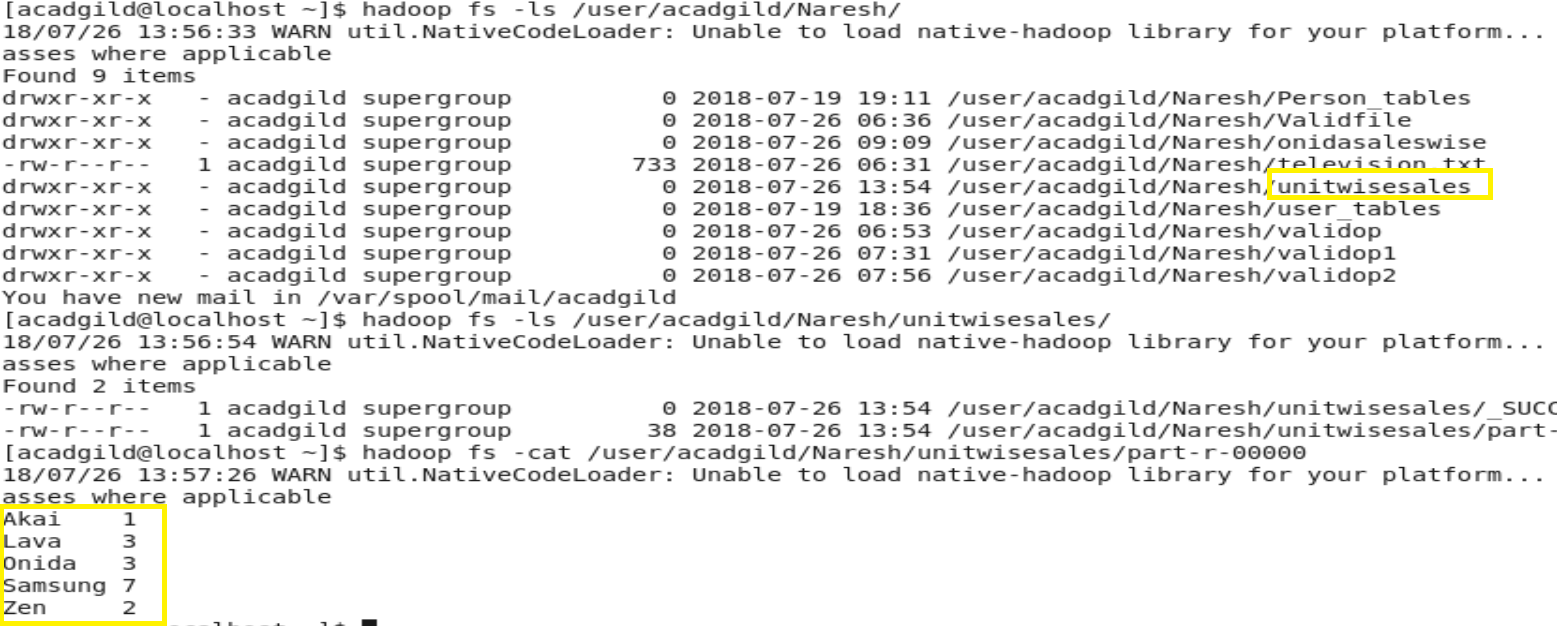 [acadgild@localhost ~]$ hadoop fs -ls /user/acadgild/Naresh/
18/07/26 13:56:33 WARN util.NativeCodeLoader: Unable to load native-hadoop library for your platform...
asses where applicable
Found 9 items
drwxr-xr-x   - acadgild supergroup          0 2018-07-19 19:11 /user/acadgild/Naresh/Person_tables
drwxr-xr-x   - acadgild supergroup          0 2018-07-26 06:36 /user/acadgild/Naresh/Validfile
drwxr-xr-x   - acadgild supergroup          0 2018-07-26 09:09 /user/acadgild/Naresh/onidasaleswise
-rw-r--r--   1 acadgild supergroup        733 2018-07-26 06:31 /user/acadgild/Naresh/television.txt
drwxr-xr-x   - acadgild supergroup          0 2018-07-26 13:54 /user/acadgild/Naresh/unitwisesales
drwxr-xr-x   - acadgild supergroup          0 2018-07-19 18:36 /user/acadgild/Naresh/user_tables
drwxr-xr-x   - acadgild supergroup          0 2018-07-26 06:53 /user/acadgild/Naresh/validop
drwxr-xr-x   - acadgild supergroup          0 2018-07-26 07:31 /user/acadgild/Naresh/validop1
drwxr-xr-x   - acadgild supergroup          0 2018-07-26 07:56 /user/acadgild/Naresh/validop2
You have new mail in /var/spool/mail/acadgild
[acadgild@localhost ~]$ hadoop fs -ls /user/acadgild/Naresh/unitwisesales/
18/07/26 13:56:54 WARN util.NativeCodeLoader: Unable to load native-hadoop library for your platform...
asses where applicable
Found 2 items
-rw-r--r--   1 acadgild supergroup          0 2018-07-26 13:54 /user/acadgild/Naresh/unitwisesales/_SUCC
-rw-r--r--   1 acadgild supergroup         38 2018-07-26 13:54 /user/acadgild/Naresh/unitwisesales/part-
[acadgild@localhost ~]$ hadoop fs -cat /user/acadgild/Naresh/unitwisesales/part-r-00000
18/07/26 13:57:26 WARN util.NativeCodeLoader: Unable to load native-hadoop library for your platform...
asses where applicable
Akai    1
Lava    3
Onida   3
Samsung 7
Zen     2